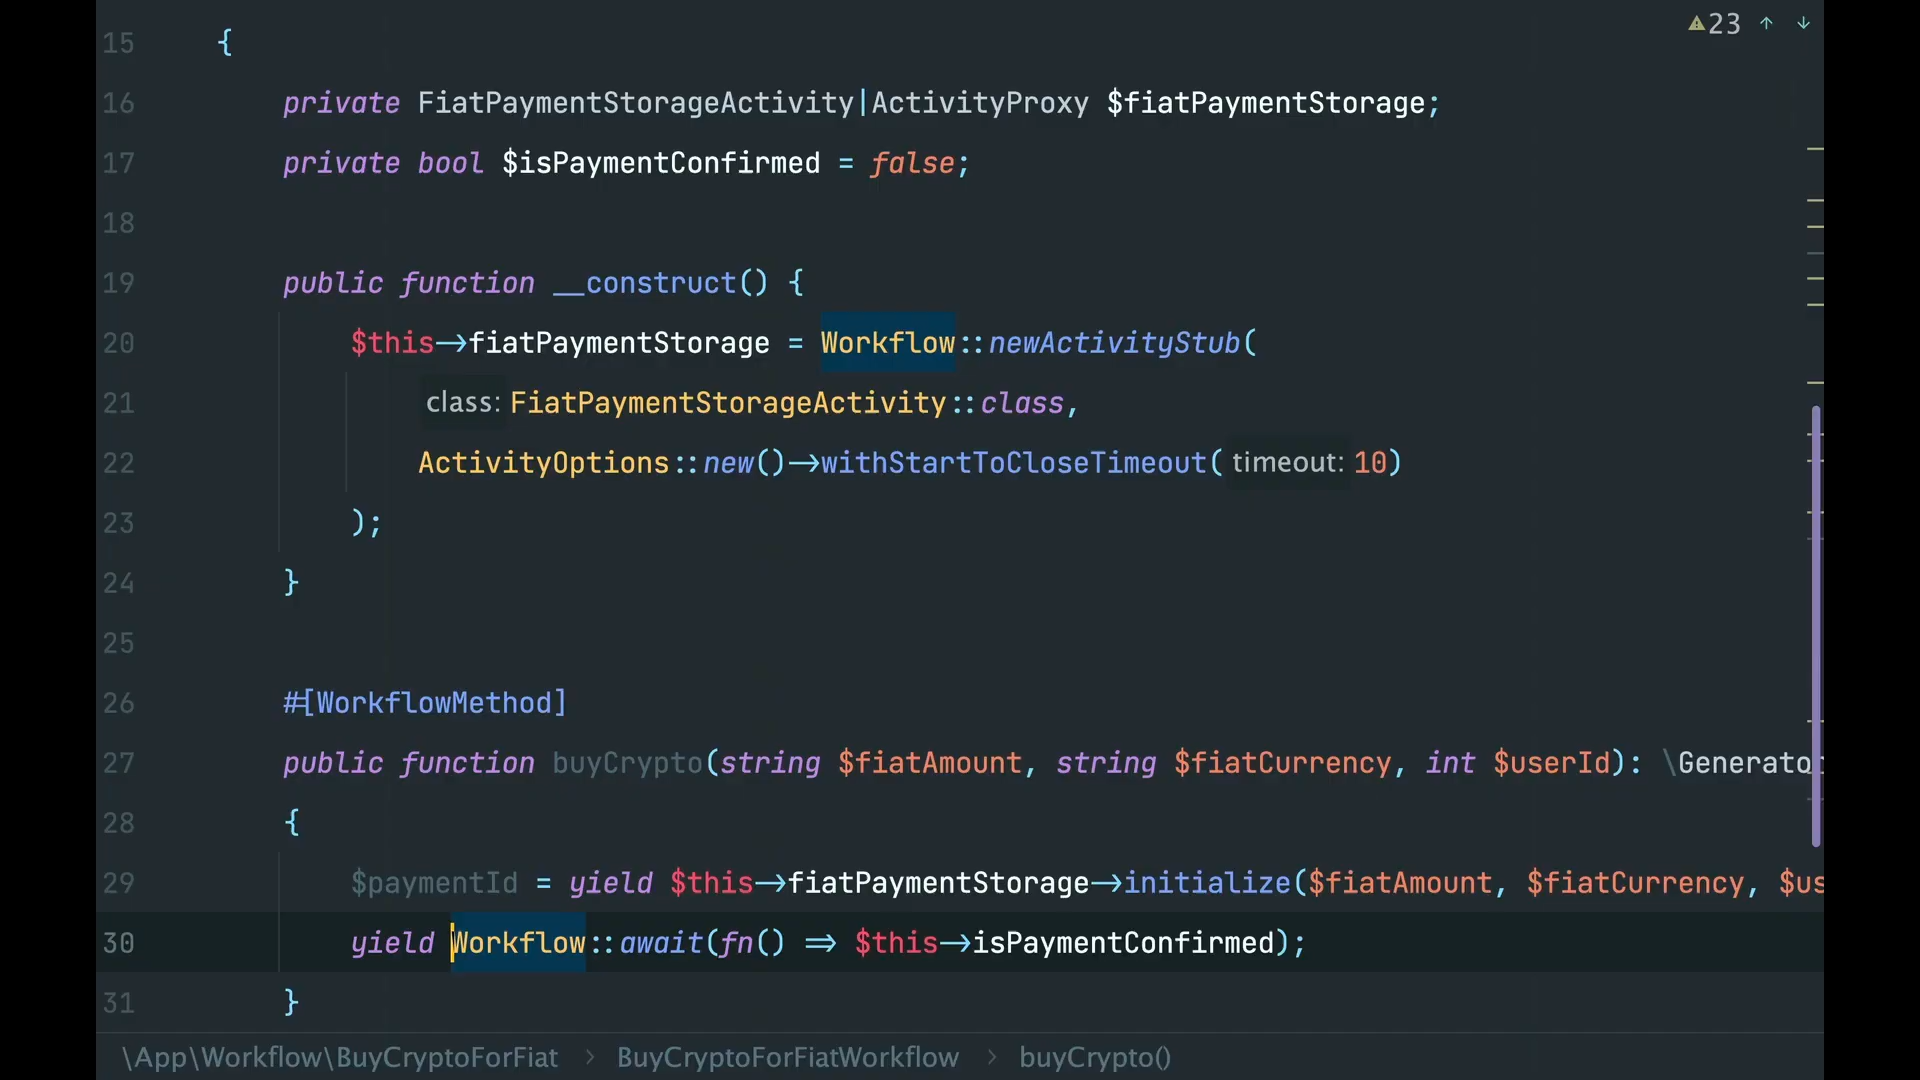 23 ↑ ↓
15 {
16 private FiatPaymentStorageActivity|ActivityProxy $fiatPaymentStorage;
17 private bool $isPaymentConfirmed = false;
18
19 public function __construct() {
20 $this->fiatPaymentStorage = Workflow::newActivityStub(
21 class: FiatPaymentStorageActivity::class,
22 ActivityOptions::new()->withStartToCloseTimeout( timeout: 10)
23 );
24 }
25
26 #[WorkflowMethod]
27 public function buyCrypto(string $fiatAmount, string $fiatCurrency, int $userId): \Generato
28 {
29 $paymentId = yield $this->fiatPaymentStorage->initialize($fiatAmount, $fiatCurrency, $us
30 yield Workflow::await(fn() => $this->isPaymentConfirmed);
31 }
\App\Workflow\BuyCryptoForFiat > BuyCryptoForFiatWorkflow > buyCrypto()